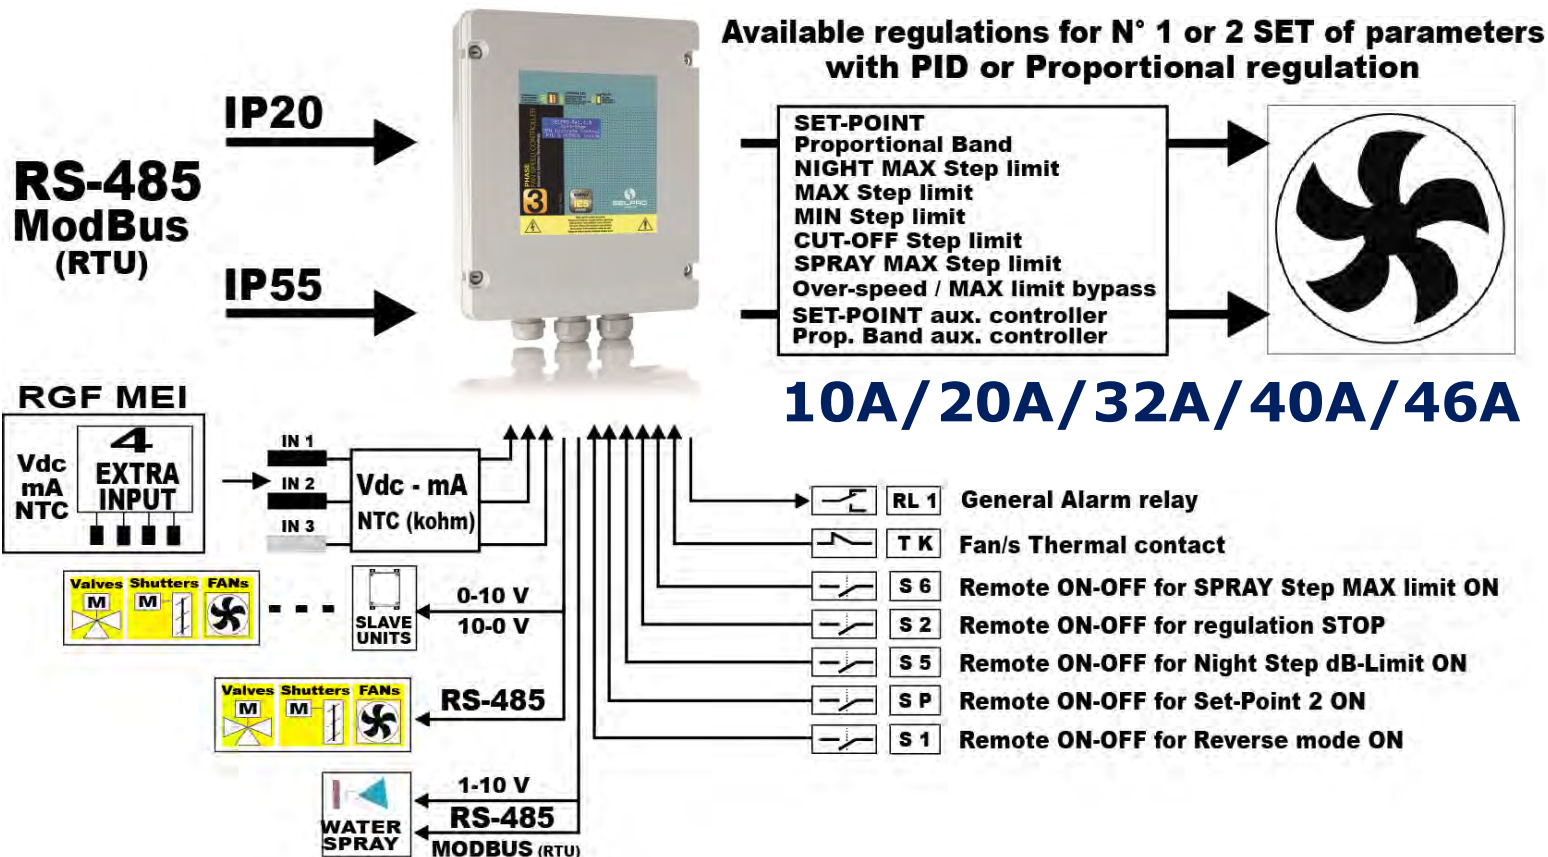 Available regulations for N° 1 or 2 SET of parameters
with PID or Proportional regulation
IP20
RS-485
ModBus
(RTU)
IP55
PHASE
FAN SPEED CONTROLLER
3
IE5
SELPRO
SET-POINT
Proportional Band
NIGHT MAX Step limit
MAX Step limit
MIN Step limit
CUT-OFF Step limit
SPRAY MAX Step limit
Over-speed / MAX limit bypass
SET-POINT aux. controller
Prop. Band aux. controller
10A/20A/32A/40A/46A
RGF MEI
Vdc
mA
NTC
4
EXTRA
INPUT
IN 1
IN 2
IN 3
Vdc - mA
NTC (kohm)
RL 1 General Alarm relay
T K Fan/s Thermal contact
S 6 Remote ON-OFF for SPRAY Step MAX limit ON
S 2 Remote ON-OFF for regulation STOP
S 5 Remote ON-OFF for Night Step dB-Limit ON
S P Remote ON-OFF for Set-Point 2 ON
S 1 Remote ON-OFF for Reverse mode ON
Valves Shutters FANs
M M
SLAVE
UNITS
0-10 V
10-0 V
Valves Shutters FANs
M M
RS-485
WATER
SPRAY
1-10 V
RS-485
MODBUS (RTU)